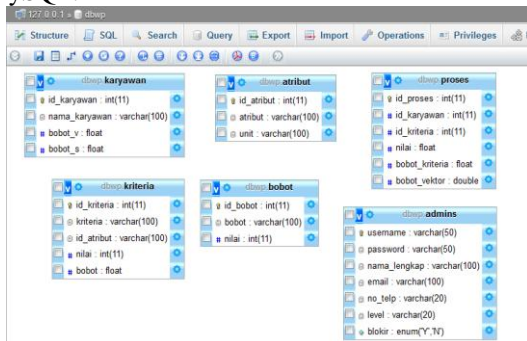 127.0.0.1 » dbwp
Structure SQL Search Query Export Import Operations Privileges
dbwp karyawan
id_karyawan : int(11)
nama_karyawan : varchar(100)
bobot_v : float
bobot_s : float
dbwp atribut
id_atribut : int(11)
atribut : varchar(100)
unit : varchar(100)
dbwp proses
id_proses : int(11)
id_karyawan : int(11)
id_kriteria : int(11)
nilai : float
bobot_kriteria : float
bobot_vektor : double
dbwp kriteria
id_kriteria : int(11)
kriteria : varchar(100)
id_atribut : varchar(100)
nilai : int(11)
bobot : float
dbwp bobot
id_bobot : int(11)
bobot : varchar(100)
nilai : int(11)
dbwp admins
username : varchar(50)
password : varchar(50)
nama_lengkap : varchar(100)
email : varchar(100)
no_telp : varchar(20)
level : varchar(20)
blokir : enum('Y','N')